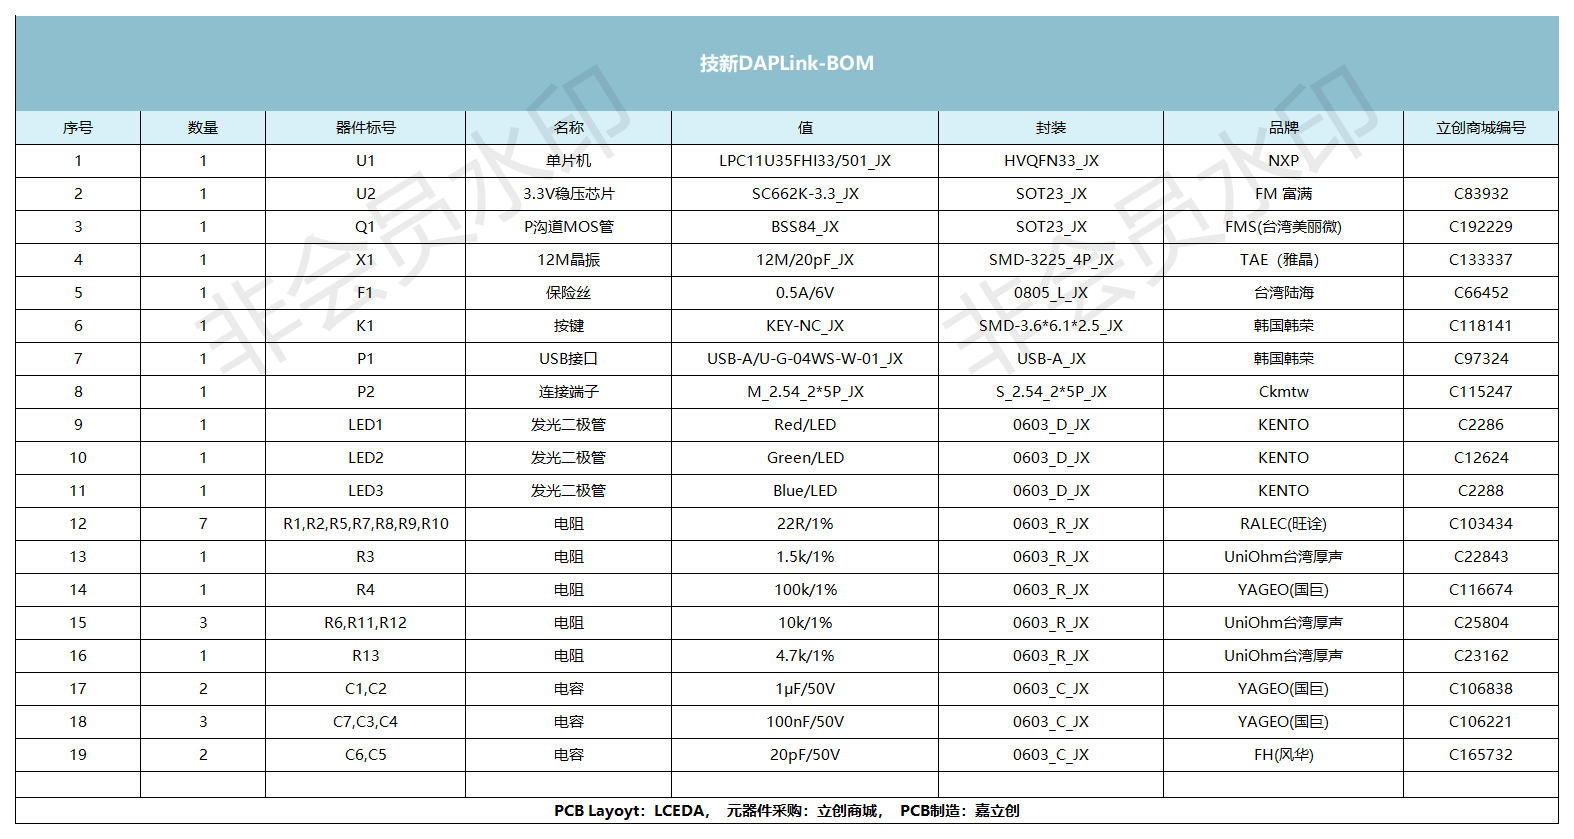 技新DAPLink-BOM
序号 数量 器件标号 名称 值 封装 品牌 立创商城编号
1 1 U1 单片机 LPC11U35FHI33/501_JX HVQFN33_JX NXP
2 1 U2 3.3V稳压芯片 SC662K-3.3_JX SOT23_JX FM 富满 C83932
3 1 Q1 P沟道MOS管 BSS84_JX SOT23_JX FMS(台湾美丽微) C192229
4 1 X1 12M晶振 12M/20pF_JX SMD-3225_4P_JX TAE（雅晶） C133337
5 1 F1 保险丝 0.5A/6V 0805_L_JX 台湾陆海 C66452
6 1 K1 按键 KEY-NC_JX SMD-3.6*6.1*2.5_JX 韩国韩荣 C118141
7 1 P1 USB接口 USB-A/U-G-04WS-W-01_JX USB-A_JX 韩国韩荣 C97324
8 1 P2 连接端子 M_2.54_2*5P_JX S_2.54_2*5P_JX Ckmtw C115247
9 1 LED1 发光二极管 Red/LED 0603_D_JX KENTO C2286
10 1 LED2 发光二极管 Green/LED 0603_D_JX KENTO C12624
11 1 LED3 发光二极管 Blue/LED 0603_D_JX KENTO C2288
12 7 R1,R2,R5,R7,R8,R9,R10 电阻 22R/1% 0603_R_JX RALEC(旺诠) C103434
13 1 R3 电阻 1.5k/1% 0603_R_JX UniOhm台湾厚声 C22843
14 1 R4 电阻 100k/1% 0603_R_JX YAGEO(国巨) C116674
15 3 R6,R11,R12 电阻 10k/1% 0603_R_JX UniOhm台湾厚声 C25804
16 1 R13 电阻 4.7k/1% 0603_R_JX UniOhm台湾厚声 C23162
17 2 C1,C2 电容 1μF/50V 0603_C_JX YAGEO(国巨) C106838
18 3 C7,C3,C4 电容 100nF/50V 0603_C_JX YAGEO(国巨) C106221
19 2 C6,C5 电容 20pF/50V 0603_C_JX FH(风华) C165732
PCB Layoyt：LCEDA， 元器件采购：立创商城， PCB制造：嘉立创
非会员水印
非会员水印